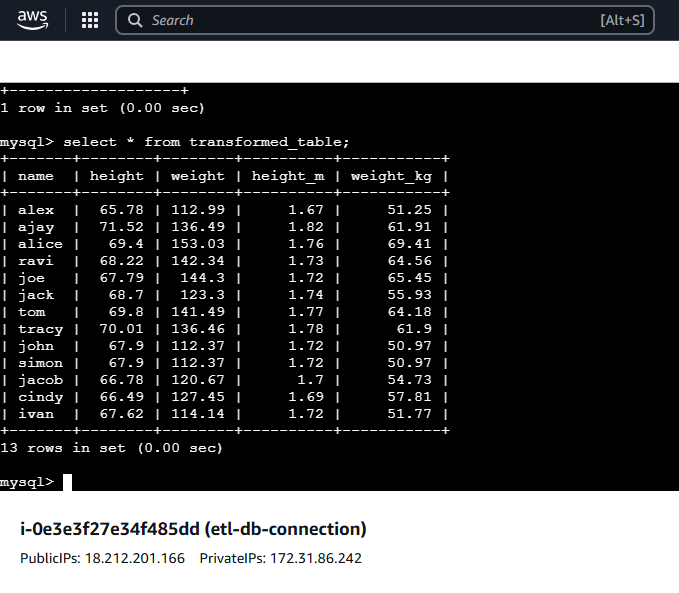 aws Search [Alt+S]
+-------------------+
1 row in set (0.00 sec)
mysql> select * from transformed_table;
+-------+--------+--------+----------+-----------+
| name  | height | weight | height_m | weight_kg |
+-------+--------+--------+----------+-----------+
| alex  |  65.78 | 112.99 |     1.67 |     51.25 |
| ajay  |  71.52 | 136.49 |     1.82 |     61.91 |
| alice |   69.4 | 153.03 |     1.76 |     69.41 |
| ravi  |  68.22 | 142.34 |     1.73 |     64.56 |
| joe   |  67.79 |  144.3 |     1.72 |     65.45 |
| jack  |   68.7 |  123.3 |     1.74 |     55.93 |
| tom   |   69.8 | 141.49 |     1.77 |     64.18 |
| tracy |  70.01 | 136.46 |     1.78 |      61.9 |
| john  |   67.9 | 112.37 |     1.72 |     50.97 |
| simon |   67.9 | 112.37 |     1.72 |     50.97 |
| jacob |  66.78 | 120.67 |      1.7 |     54.73 |
| cindy |  66.49 | 127.45 |     1.69 |     57.81 |
| ivan  |  67.62 | 114.14 |     1.72 |     51.77 |
+-------+--------+--------+----------+-----------+
13 rows in set (0.00 sec)
mysql>
i-0e3e3f27e34f485dd (etl-db-connection)
PublicIPs: 18.212.201.166 PrivateIPs: 172.31.86.242